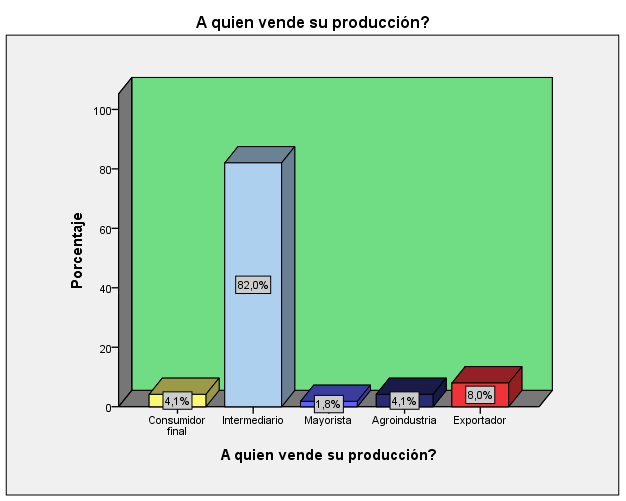 A quien vende su producción?
Porcentaje
100
80
60
40
20
0
4,1%
82,0%
1,8%
4,1%
8,0%
Consumidor
final
Intermediario
Mayorista
Agroindustria
Exportador
A quien vende su producción?